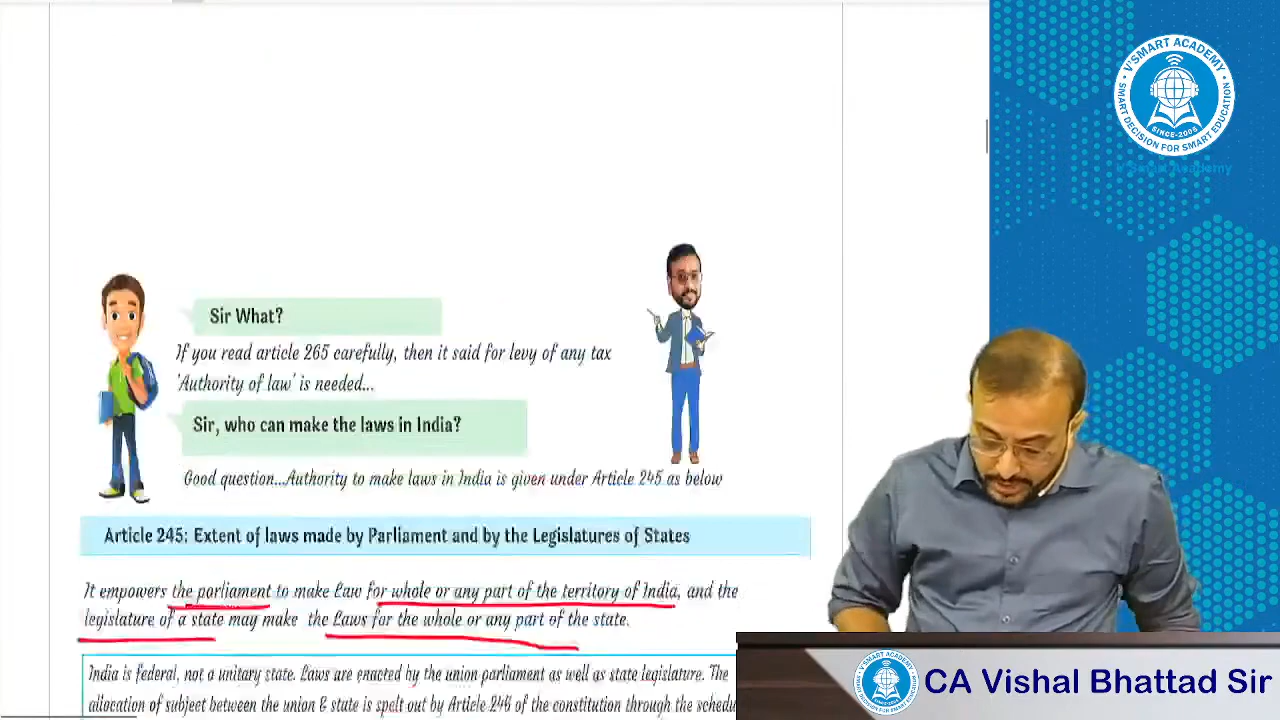 V'SMART ACADEMY
SINCE-2005
SMART DECISION FOR SMART EDUCATION
V'Smart Academy
Sir What?
If you read article 265 carefully, then it said for levy of any tax
'Authority of law' is needed...
Sir, who can make the laws in India?
Good question...Authority to make laws in India is given under Article 245 as below
Article 245: Extent of laws made by Parliament and by the Legislatures of States
It empowers the parliament to make Law for whole or any part of the territory of India, and the
legislature of a state may make the Laws for the whole or any part of the state.
India is federal, not a unitary state. Laws are enacted by the union parliament as well as state legislature. The
allocation of subject between the union & state is spelt out by Article 246 of the constitution through the
CA Vishal Bhattad Sir